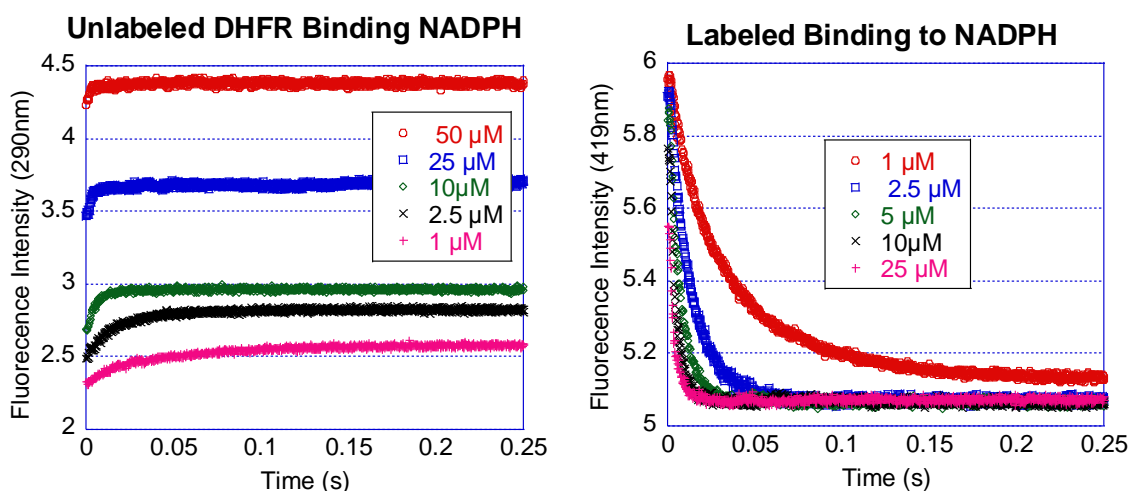 Unlabeled DHFR Binding NADPH
Fluorecence Intensity (290nm)
4.5
4
3.5
3
2.5
2
50 µM
25 µM
10µM
2.5 µM
1 µM
0 0.05 0.1 0.15 0.2 0.25
Time (s)
Labeled Binding to NADPH
Fluorecence Intensity (419nm)
6
5.8
5.6
5.4
5.2
5
1 µM
2.5 µM
5 µM
10µM
25 µM
0 0.05 0.1 0.15 0.2 0.25
Time (s)